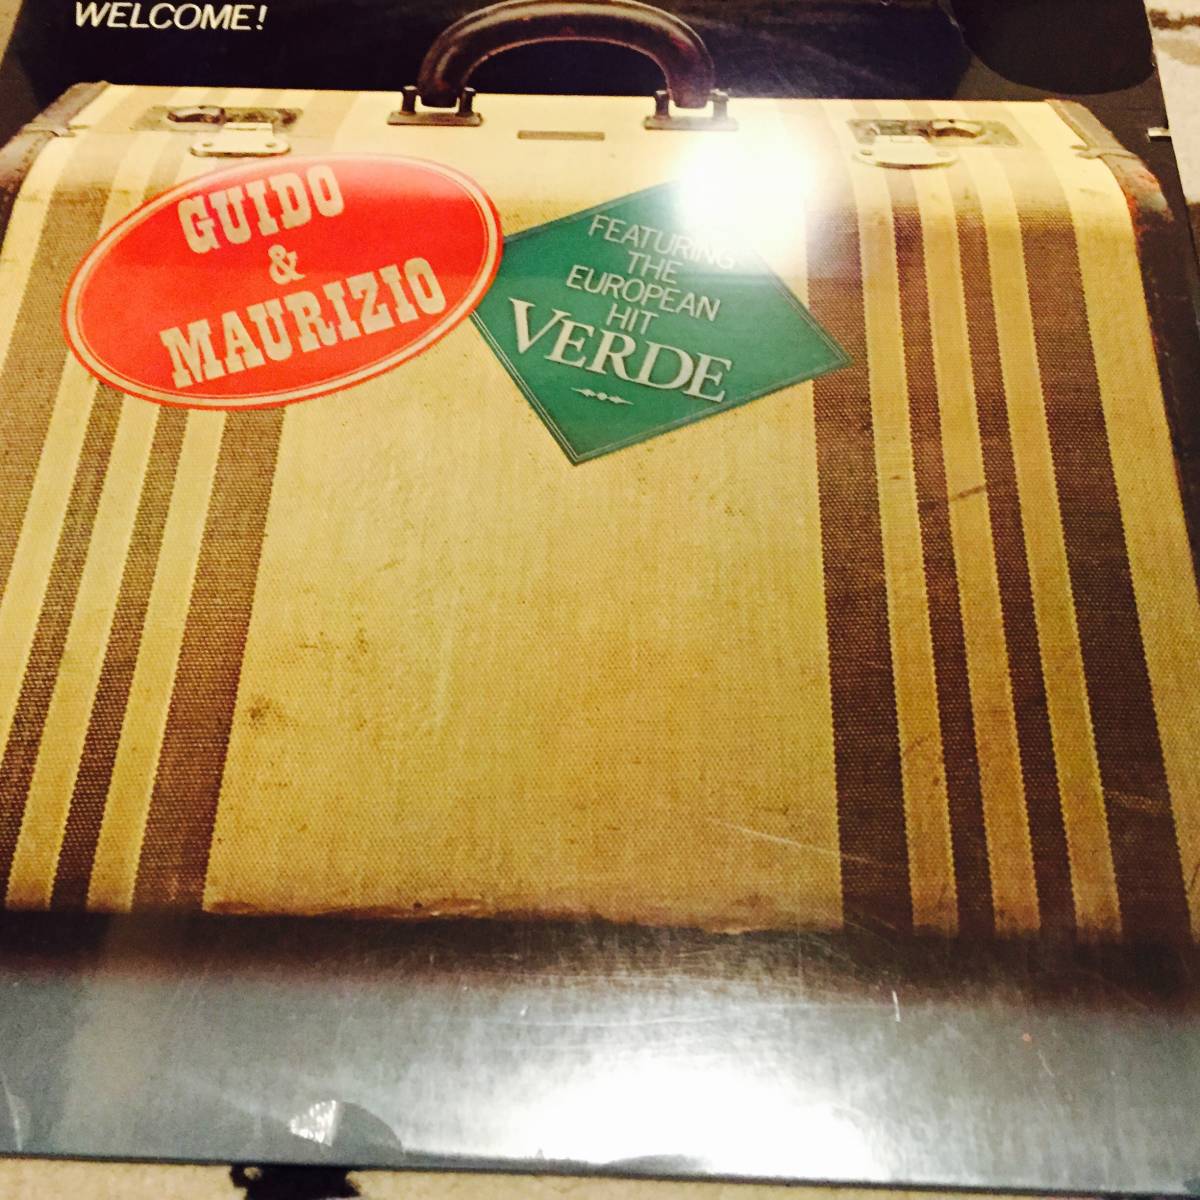 WELCOME!
GUIDO
&
MAURIZIO
FEATURING
THE
EUROPEAN
HIT
VERDE